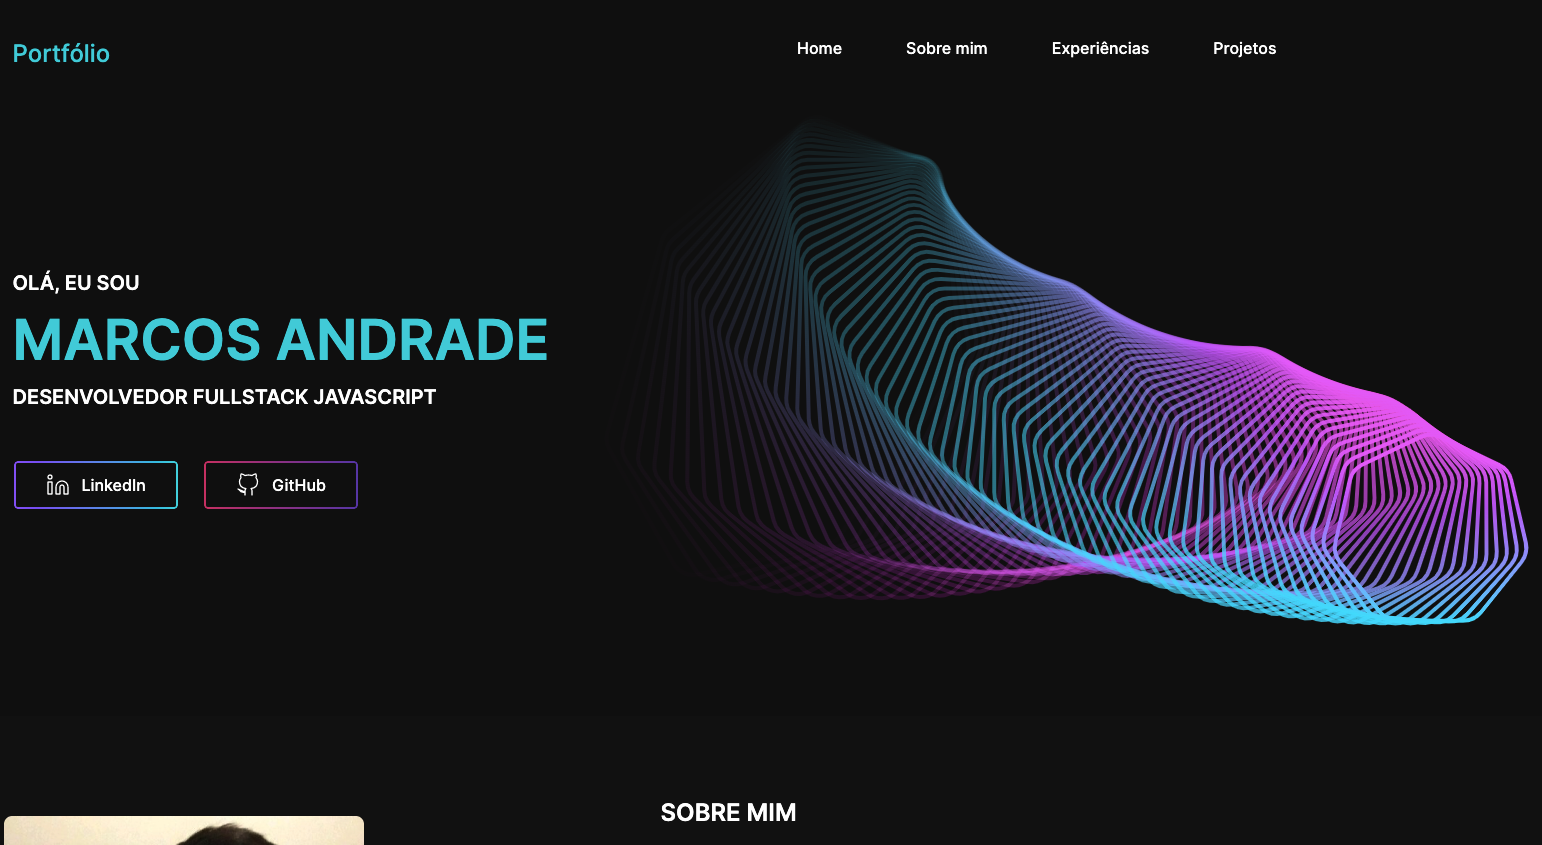 Portfólio
Home
Sobre mim
Experiências
Projetos
OLÁ, EU SOU
MARCOS ANDRADE
DESENVOLVEDOR FULLSTACK JAVASCRIPT
LinkedIn
GitHub
SOBRE MIM